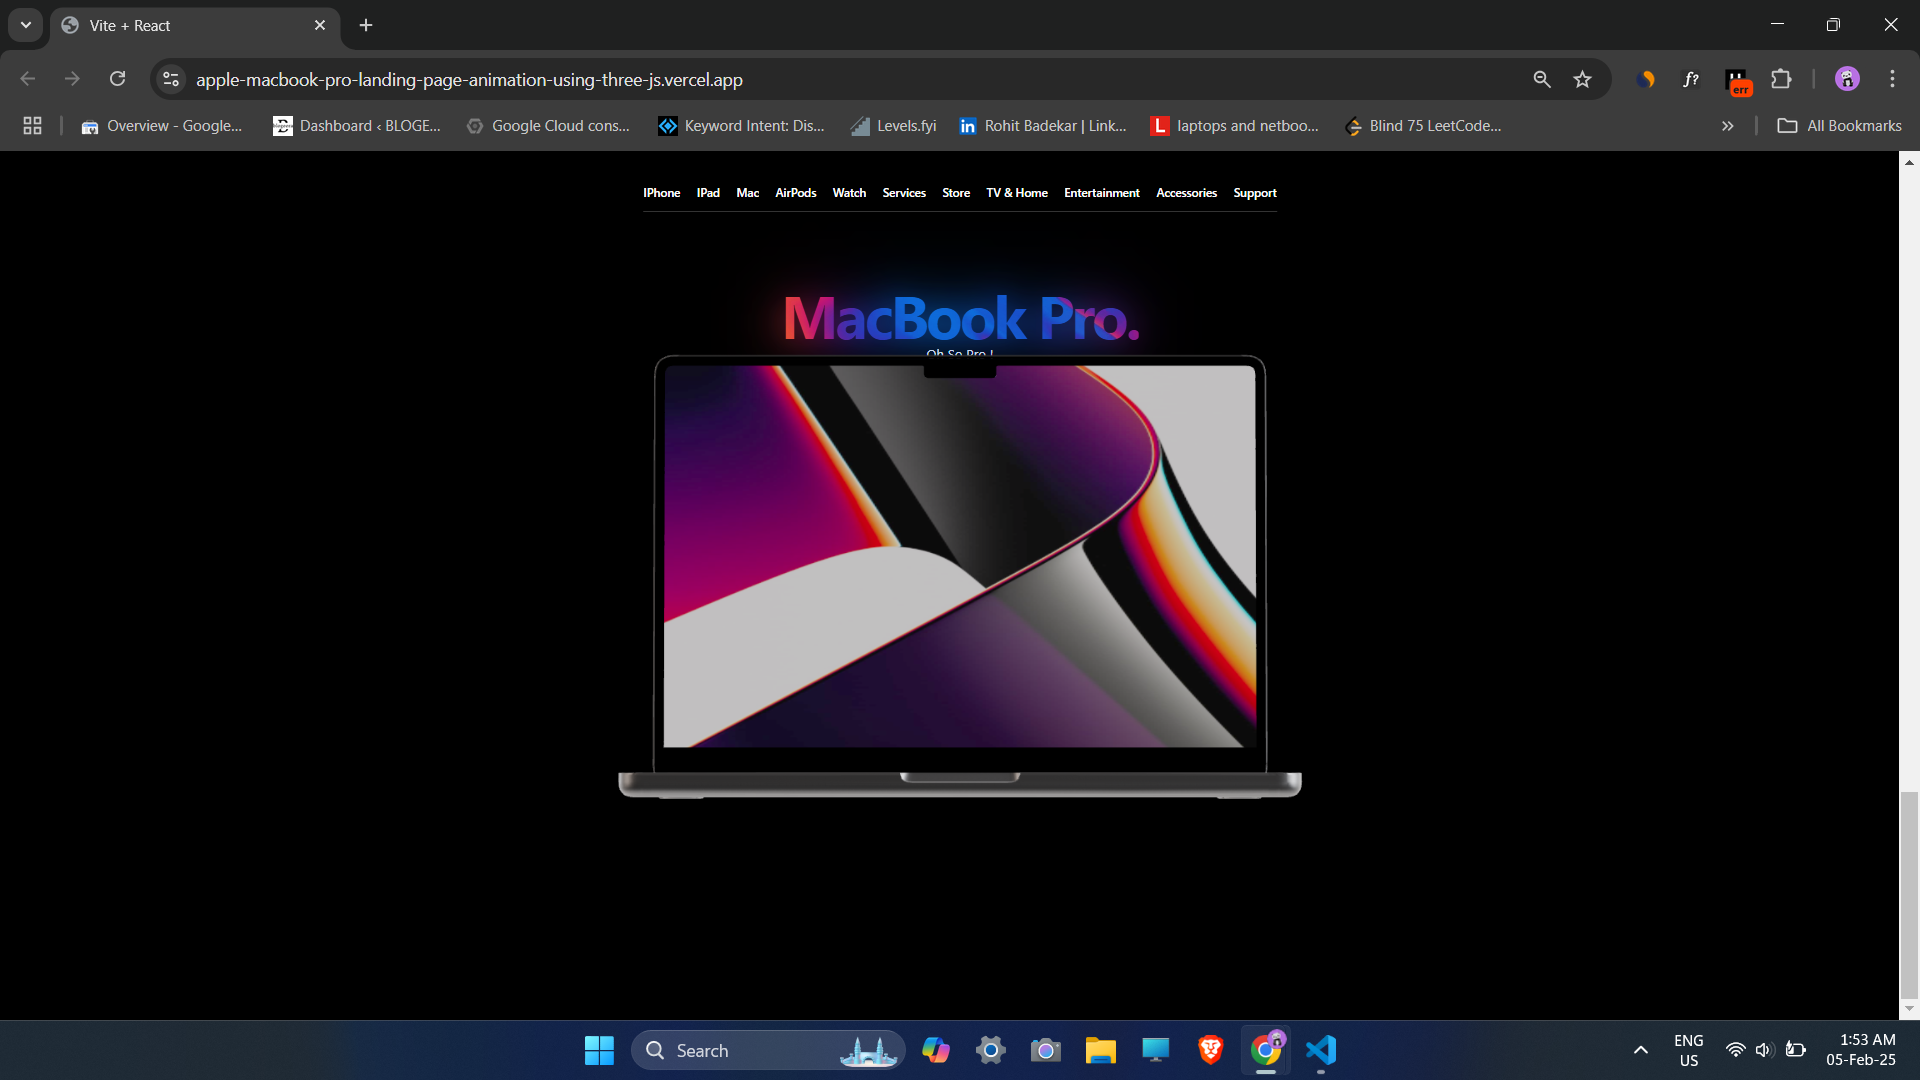 Vite + React
apple-macbook-pro-landing-page-animation-using-three-js.vercel.app
f?
err
Overview - Google... Dashboard ‹ BLOGE... Google Cloud cons... Keyword Intent: Dis... Levels.fyi in Rohit Badekar | Link... L laptops and netboo... Blind 75 LeetCode... » All Bookmarks
IPhone IPad Mac AirPods Watch Services Store TV & Home Entertainment Accessories Support
MacBook Pro.
Oh So Pro !
Search
ENG 1:53 AM
US 05-Feb-25